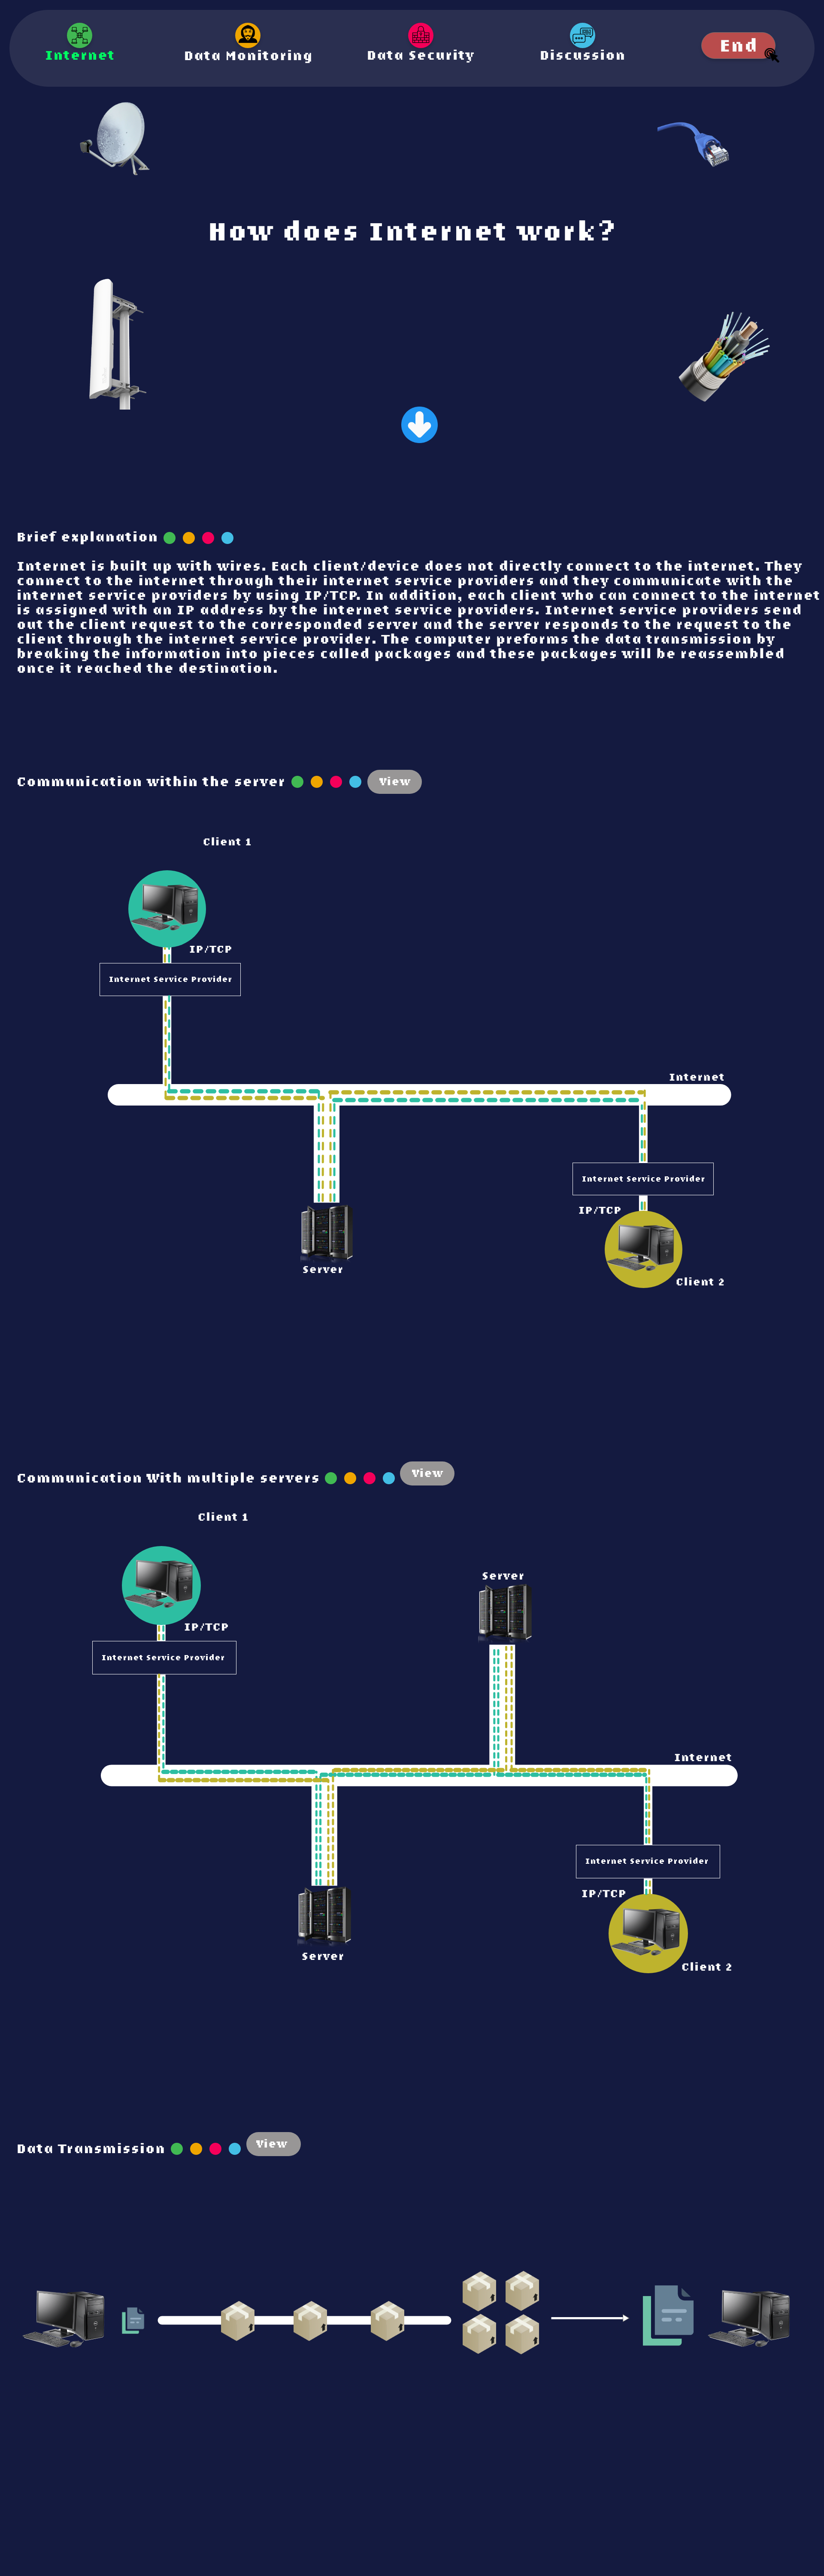 Internet
Data Monitoring
Data Security
Discussion
End
How does Internet work?
Brief explanation
Internet is built up with wires. Each client/device does not directly connect to the internet. They
connect to the internet through their internet service providers and they communicate with the
internet service providers by using IP/TCP. In addition, each client who can connect to the internet
is assigned with an IP address by the internet service providers. Internet service providers send
out the client request to the corresponded server and the server responds to the request to the
client through the internet service provider. The computer preforms the data transmission by
breaking the information into pieces called packages and these packages will be reassembled
once it reached the destination.
Communication within the server
View
Client 1
IP/TCP
Internet Service Provider
Internet
Internet Service Provider
IP/TCP
Server
Client 2
Communication With multiple servers
View
Client 1
Server
IP/TCP
Internet Service Provider
Internet
Internet Service Provider
IP/TCP
Server
Client 2
Data Transmission
View